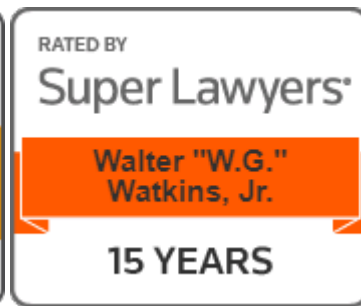 RATED BY
Super Lawyers®
Walter "W.G."
Watkins, Jr.
15 YEARS